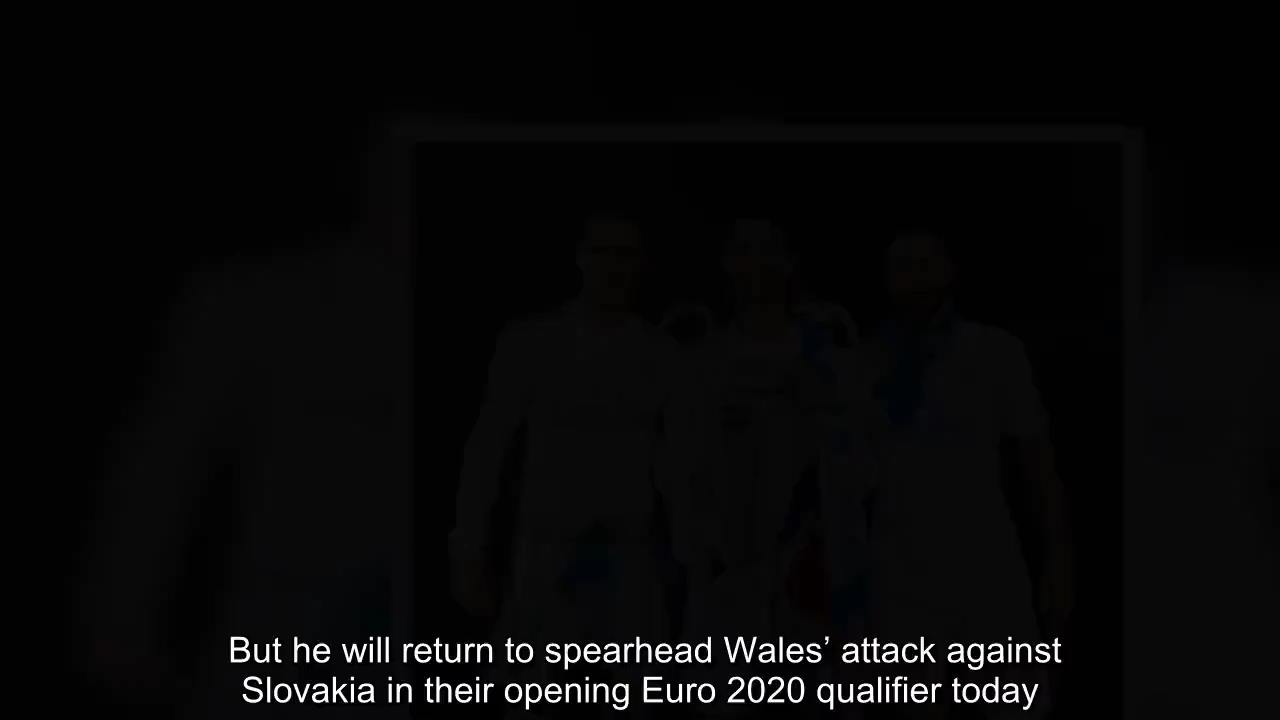 But he will return to spearhead Wales’ attack against
Slovakia in their opening Euro 2020 qualifier today